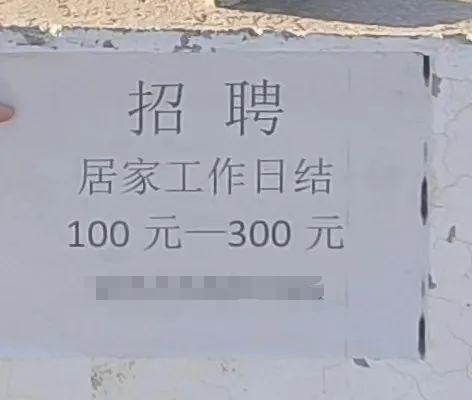 招 聘
居家工作日结
100 元—300 元